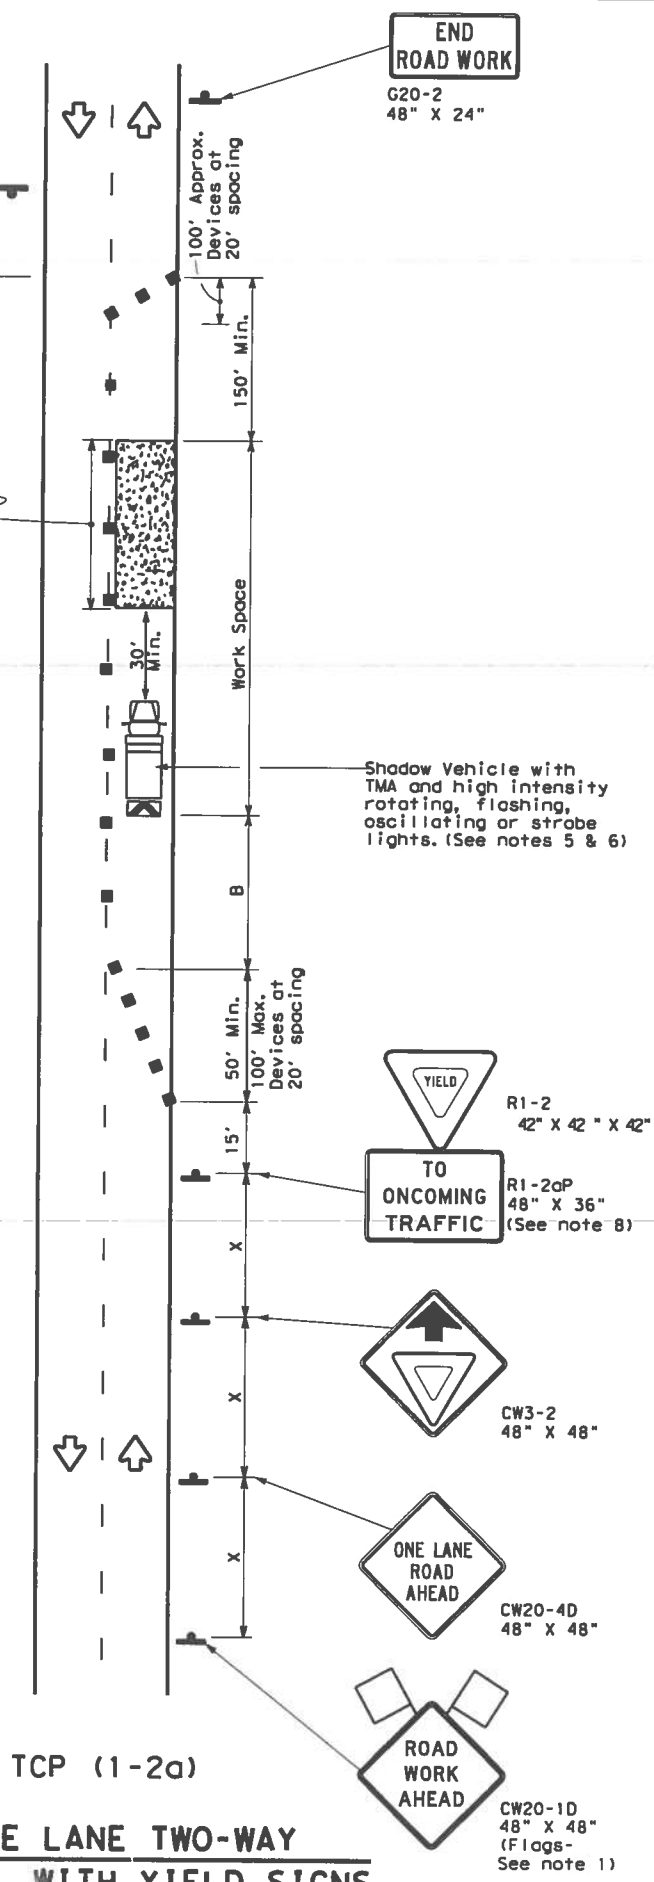 END
ROAD WORK
G20-2
48" X 24"
100' Approx.
Devices at
20' spacing
150' Min.
Work Space
30'
Min.
Shadow Vehicle with
TMA and high intensity
rotating, flashing,
oscillating or strobe
lights. (See notes 5 & 6)
B
50' Min.
100' Max.
Devices at
20' spacing
YIELD
R1-2
42" X 42" X 42"
15'
TO
ONCOMING
TRAFFIC
R1-2aP
48" X 36"
(See note 8)
X
CW3-2
48" X 48"
X
ONE LANE
ROAD
AHEAD
CW20-4D
48" X 48"
X
ROAD
WORK
AHEAD
CW20-1D
48" X 48"
(Flags-
See note 1)
TCP (1-2a)
E LANE TWO-WAY
WITH YIELD SIGNS